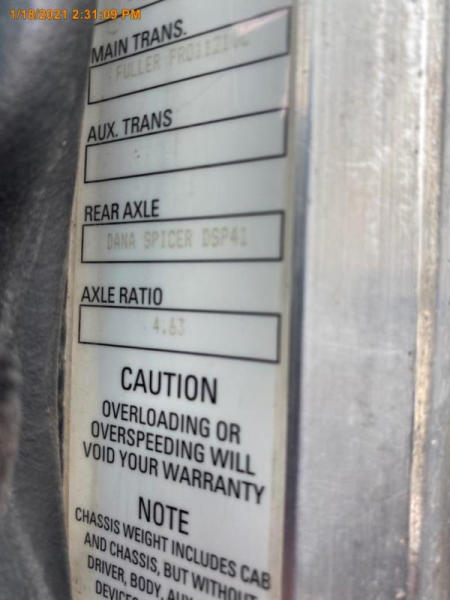 1/18/2021 2:31:09 PM
MAIN TRANS.
FULLER
AUX. TRANS
REAR AXLE
DANA SPICER DSP41
AXLE RATIO
4.63
CAUTION
OVERLOADING OR
OVERSPEEDING WILL
VOID YOUR WARRANTY
NOTE
CHASSIS WEIGHT INCLUDES CAB
AND CHASSIS, BUT WITHOUT
DRIVER, BODY,